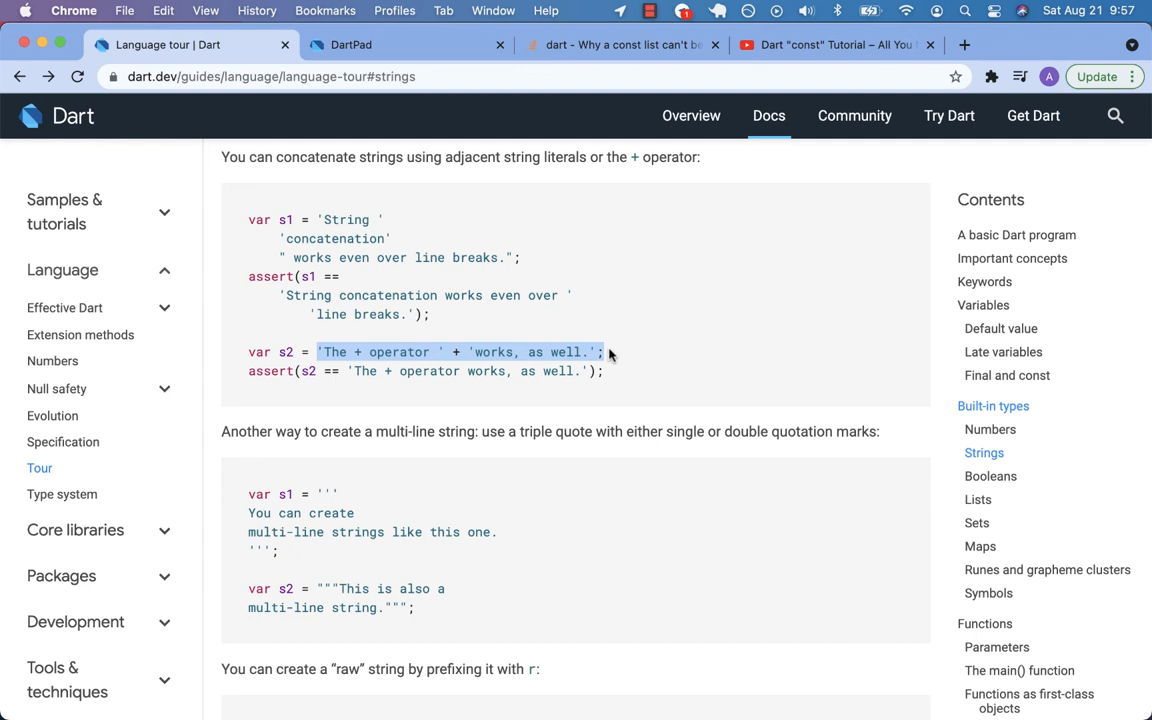 Chrome File Edit View History Bookmarks Profiles Tab Window Help 1 Sat Aug 21 9:57
Language tour | Dart DartPad dart - Why a const list can't be Dart "const" Tutorial – All You
dart.dev/guides/language/language-tour#strings A Update
Dart Overview Docs Community Try Dart Get Dart
Samples &
tutorials
Language
Effective Dart
Extension methods
Numbers
Null safety
Evolution
Specification
Tour
Type system
Core libraries
Packages
Development
Tools &
techniques
You can concatenate strings using adjacent string literals or the + operator:
var s1 = 'String '
'concatenation'
" works even over line breaks.";
assert(s1 ==
'String concatenation works even over '
'line breaks.');
var s2 = 'The + operator ' + 'works, as well.';
assert(s2 == 'The + operator works, as well.');
Another way to create a multi-line string: use a triple quote with either single or double quotation marks:
var s1 = '''
You can create
multi-line strings like this one.
''';
var s2 = """This is also a
multi-line string.""";
You can create a “raw” string by prefixing it with r:
Contents
A basic Dart program
Important concepts
Keywords
Variables
Default value
Late variables
Final and const
Built-in types
Numbers
Strings
Booleans
Lists
Sets
Maps
Runes and grapheme clusters
Symbols
Functions
Parameters
The main() function
Functions as first-class
objects